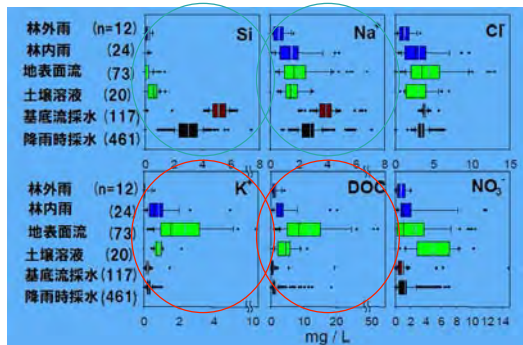 林外雨 (n=12) Si Na⁺ Cl⁻
林内雨 (24)
地表面流 (73)
土壌溶液 (20)
基底流採水 (117)
降雨時採水 (461)
0 2 4 6 8 0 2 4 6 8 0 2 4 6 8 10 12 14
林外雨 (n=12) K⁺ DOC NO₃⁻
林内雨 (24)
地表面流 (73)
土壌溶液 (20)
基底流採水 (117)
降雨時採水 (461)
0 2 4 10 0 10 20 50 0 2 4 6 8 10 12 14
mg / L